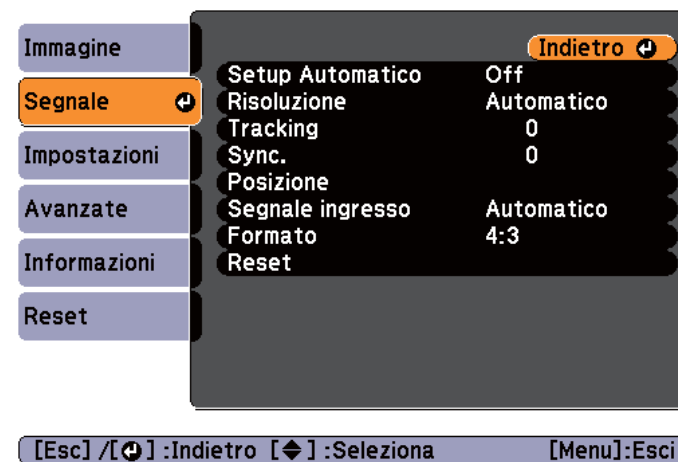 Immagine
Segnale
Impostazioni
Avanzate
Informazioni
Reset
Indietro
Setup Automatico Off
Risoluzione Automatico
Tracking 0
Sync. 0
Posizione
Segnale ingresso Automatico
Formato 4:3
Reset
[Esc] /[⏎] :Indietro [◆] :Seleziona [Menu]:Esci